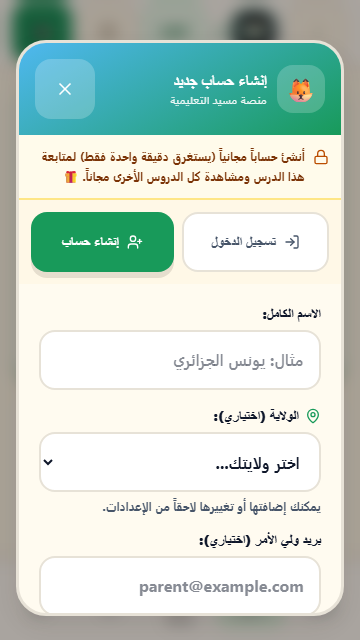 إنشاء حساب جديد
منصة مسيد التعليمية
أنشئ حساباً مجانياً (يستغرق دقيقة واحدة فقط) لمتابعة
هذا الدرس ومشاهدة كل الدروس الأخرى مجاناً. 🎁
تسجيل الدخول
إنشاء حساب
الاسم الكامل:
مثال: يونس الجزائري
الولاية (اختياري):
اختر ولايتك...
يمكنك إضافتها أو تغييرها لاحقاً من الإعدادات.
بريد ولي الأمر (اختياري):
parent@example.com